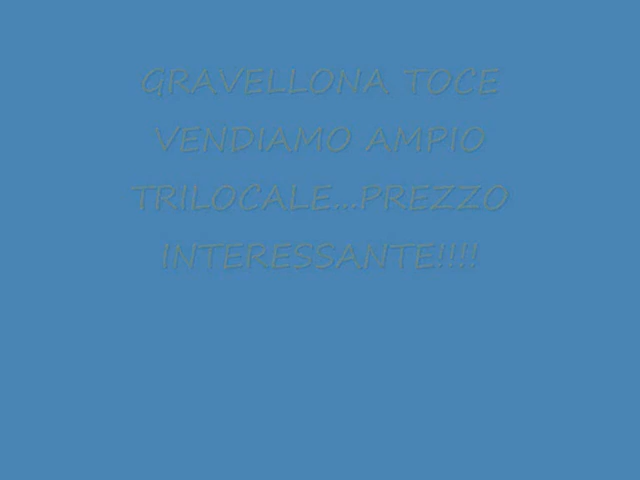 GRAVELLONA TOCE
VENDIAMO AMPIO
TRILOCALE...PREZZO
INTERESSANTE!!!!